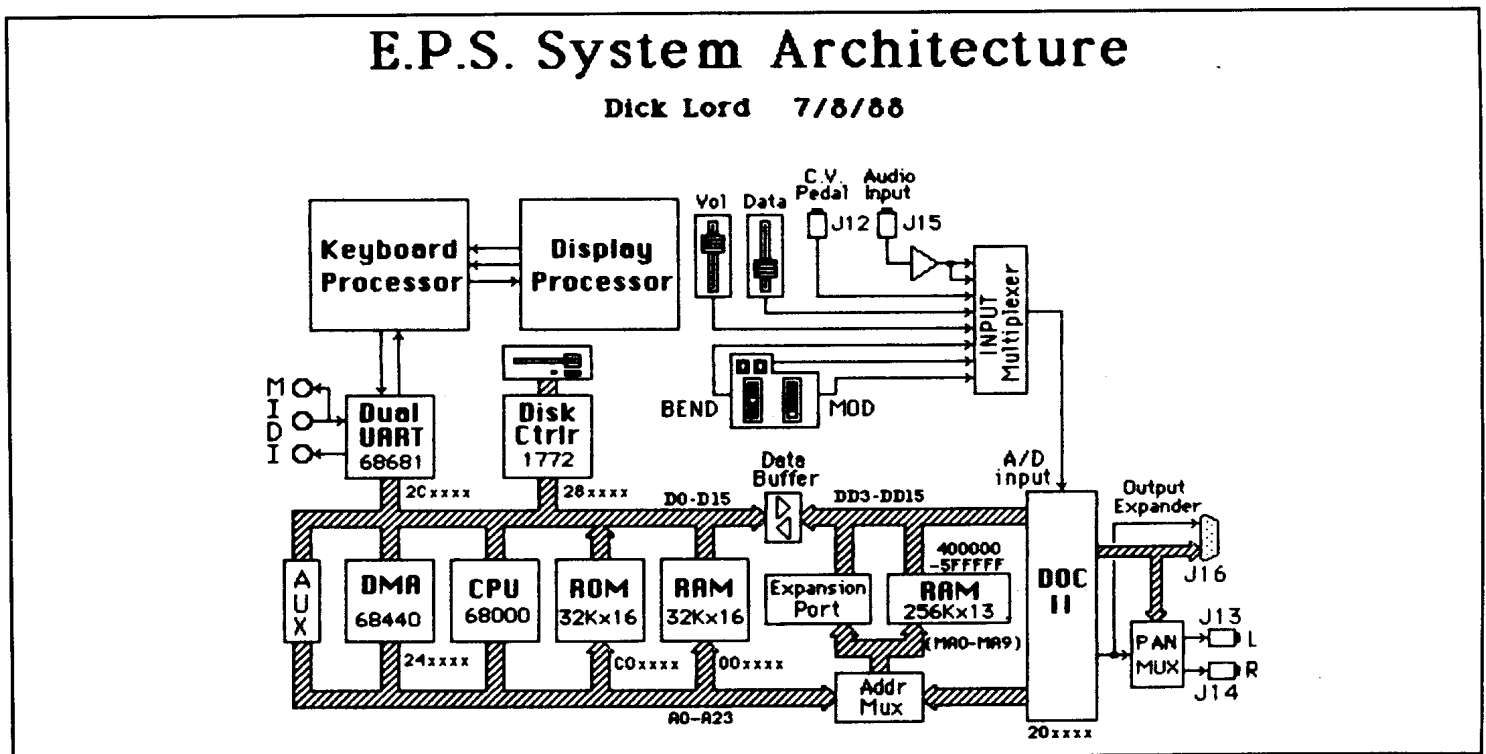 E.P.S. System Architecture
Dick Lord 7/8/88
Keyboard
Processor
Display
Processor
Vol
Data
C.V.
Pedal
J12
Audio
Input
J15
INPUT
Multiplexer
BEND
MOD
MIDI
Dual
UART
68681
2Cxxxx
Disk
Ctrlr
1772
28xxxx
D0-D15
Data
Buffer
DD3-DD15
A/D
input
Output
Expander
J16
AUX
DMA
68440
24xxxx
CPU
68000
ROM
32Kx16
C0xxxx
RAM
32Kx16
00xxxx
Expansion
Port
400000
-5FFFFF
RAM
256Kx13
(MA0-MA9)
DOC
II
20xxxx
PAN
MUX
J13
L
R
J14
A0-A23
Addr
Mux